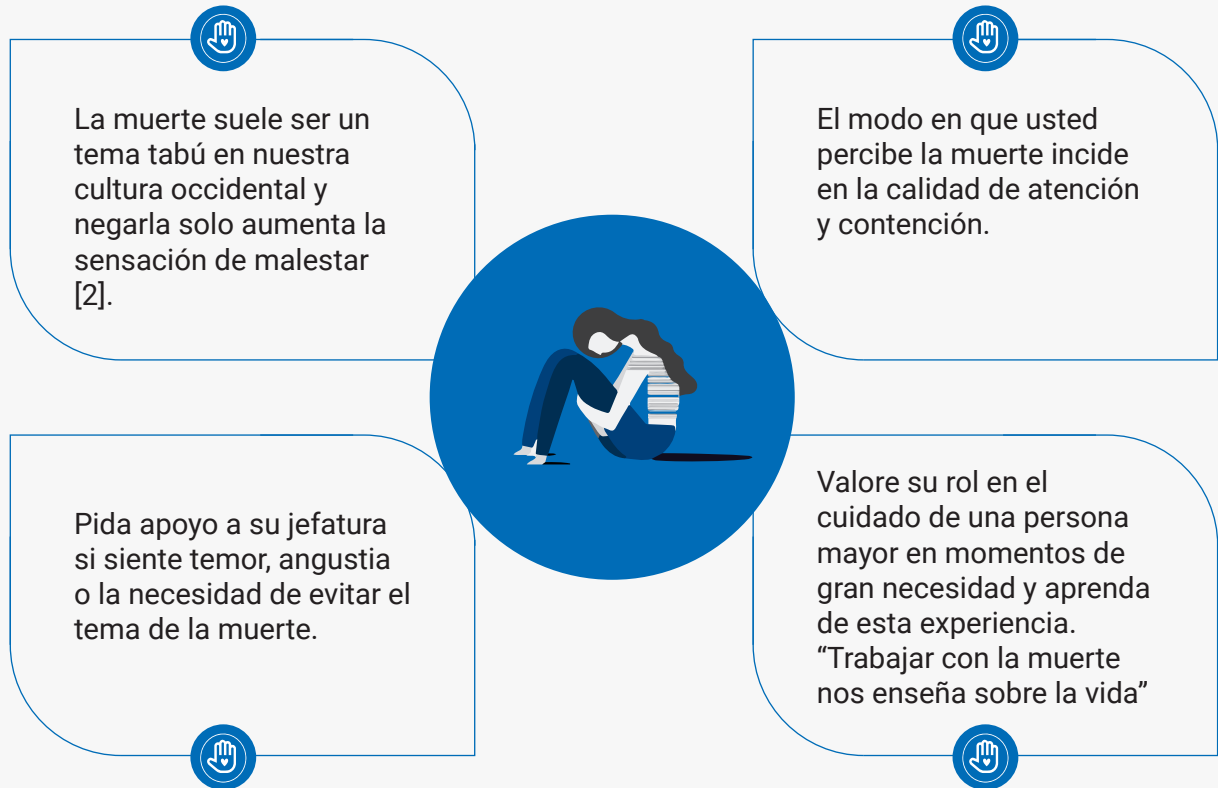 La muerte suele ser un
tema tabú en nuestra
cultura occidental y
negarla solo aumenta la
sensación de malestar
[2].
El modo en que usted
percibe la muerte incide
en la calidad de atención
y contención.
Pida apoyo a su jefatura
si siente temor, angustia
o la necesidad de evitar el
tema de la muerte.
Valore su rol en el
cuidado de una persona
mayor en momentos de
gran necesidad y aprenda
de esta experiencia.
“Trabajar con la muerte
nos enseña sobre la vida”